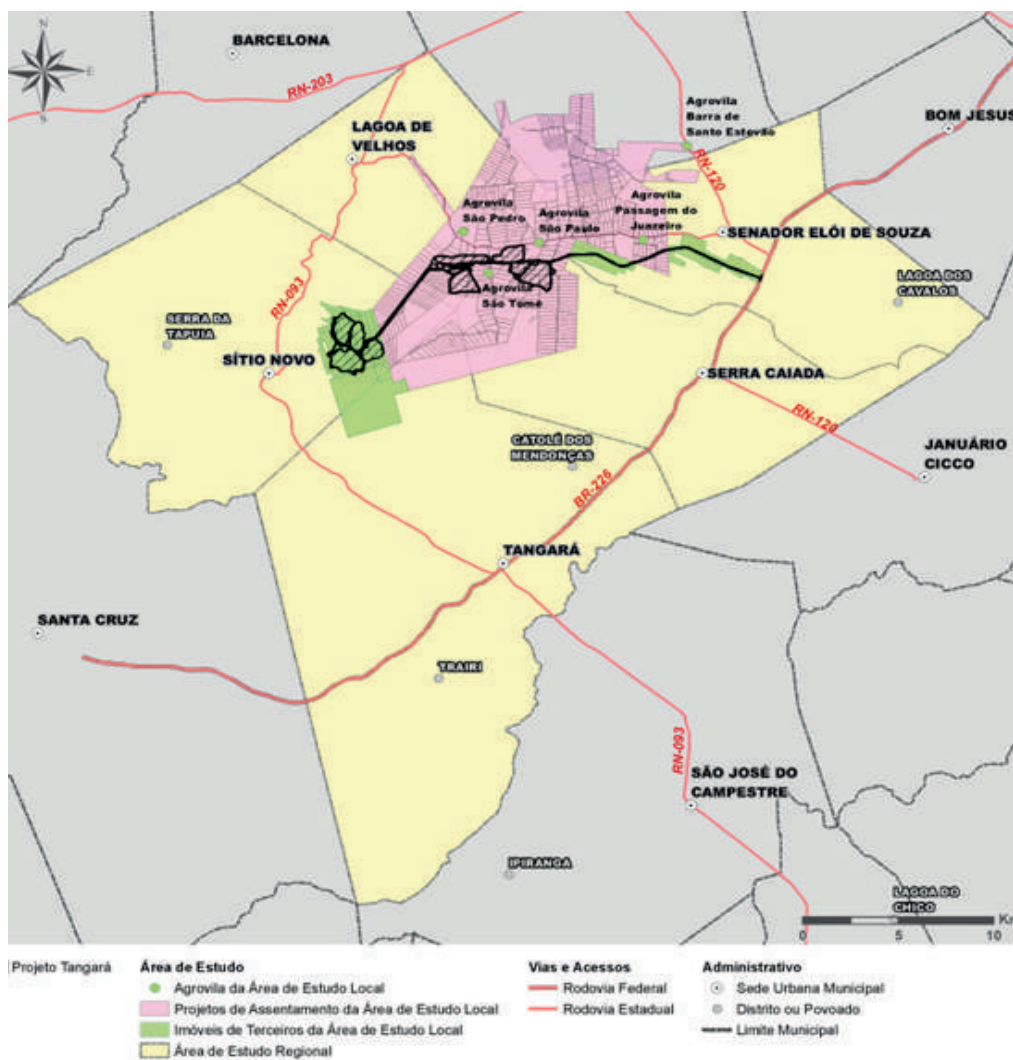 N
E
S
BARCELONA
RN-203
Agrovila
Barra de
Santo Estevão
BOM JESUS
LAGOA DE
VELHOS
RN-120
Agrovila
São Pedro
Agrovila
São Paulo
Agrovila
Passagem do
Juazeiro
SENADOR ELÓI DE SOUZA
LAGOA DOS
CAVALOS
Agrovila
São Tomé
RN-093
SERRA DA
TAPUIA
SÍTIO NOVO
SERRA CAIADA
RN-120
CATOLÉ DOS
MENDONÇAS
JANUÁRIO
CICCO
BR-226
TANGARÁ
SANTA CRUZ
TRAIRI
RN-093
SÃO JOSÉ DO
CAMPESTRE
IPIRANGA
LAGOA DO
CHICO
Km
0 5 10
Projeto Tangará
Área de Estudo
Agrovila da Área de Estudo Local
Projetos de Assentamento da Área de Estudo Local
Imóveis de Terceiros da Área de Estudo Local
Área de Estudo Regional
Vias e Acessos
Rodovia Federal
Rodovia Estadual
Administrativo
Sede Urbana Municipal
Distrito ou Povoado
Limite Municipal